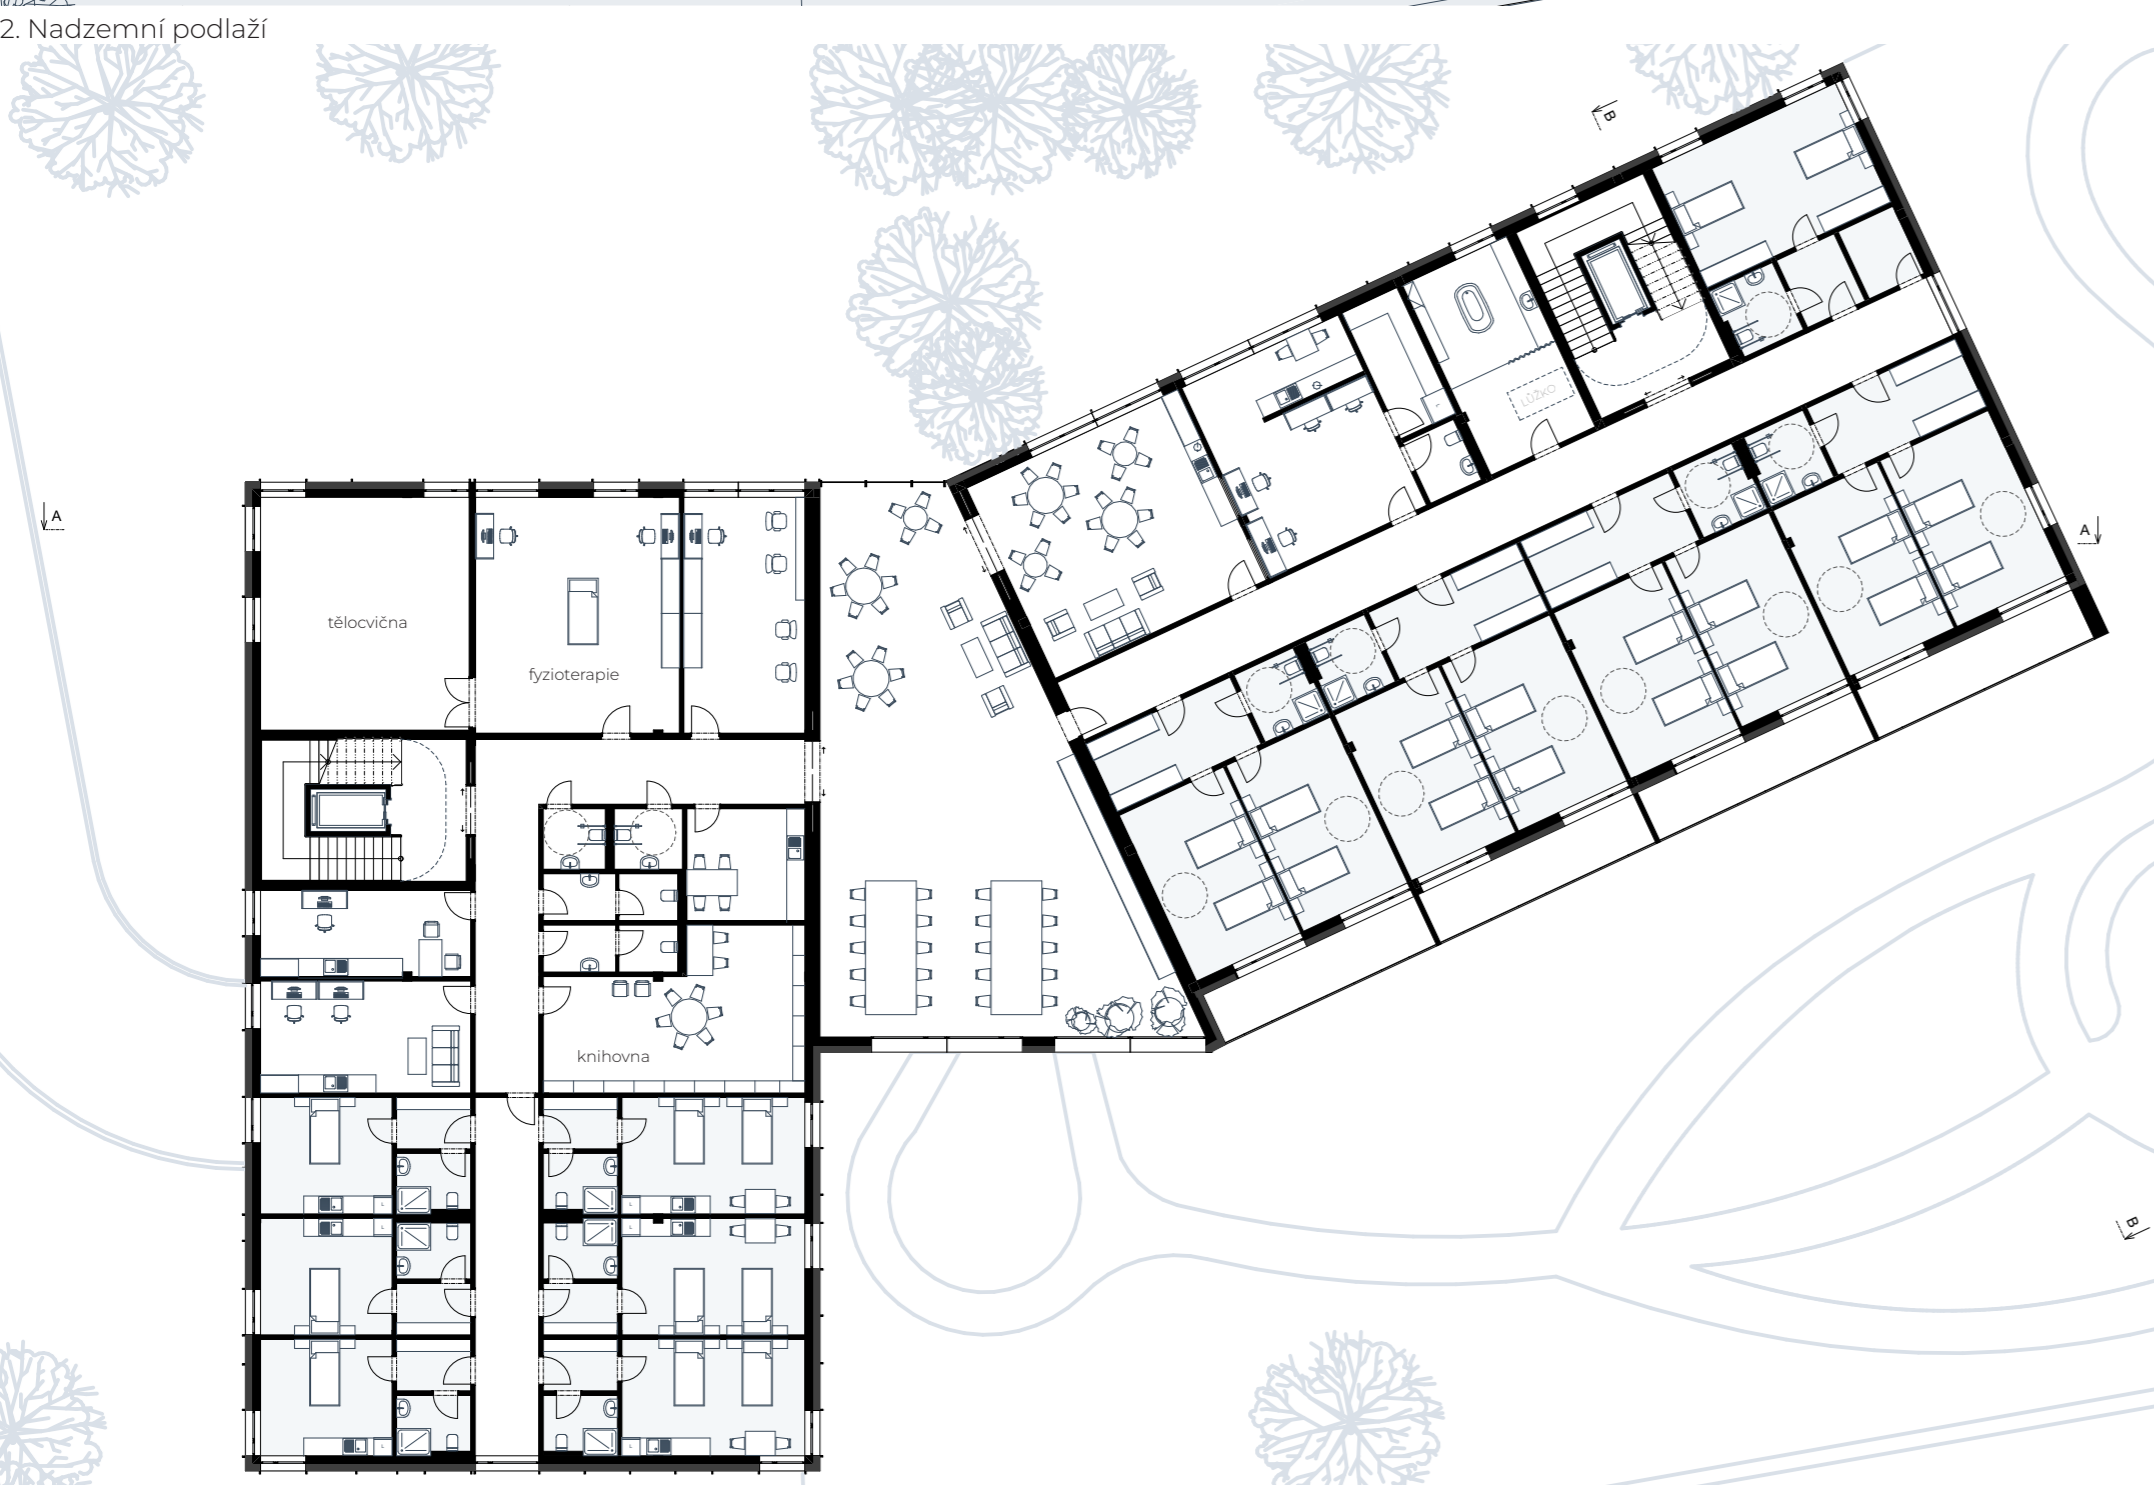 2. Nadzemní podlaží
B
A
LŮŽKO
A
tělocvična
fyzioterapie
knihovna
B